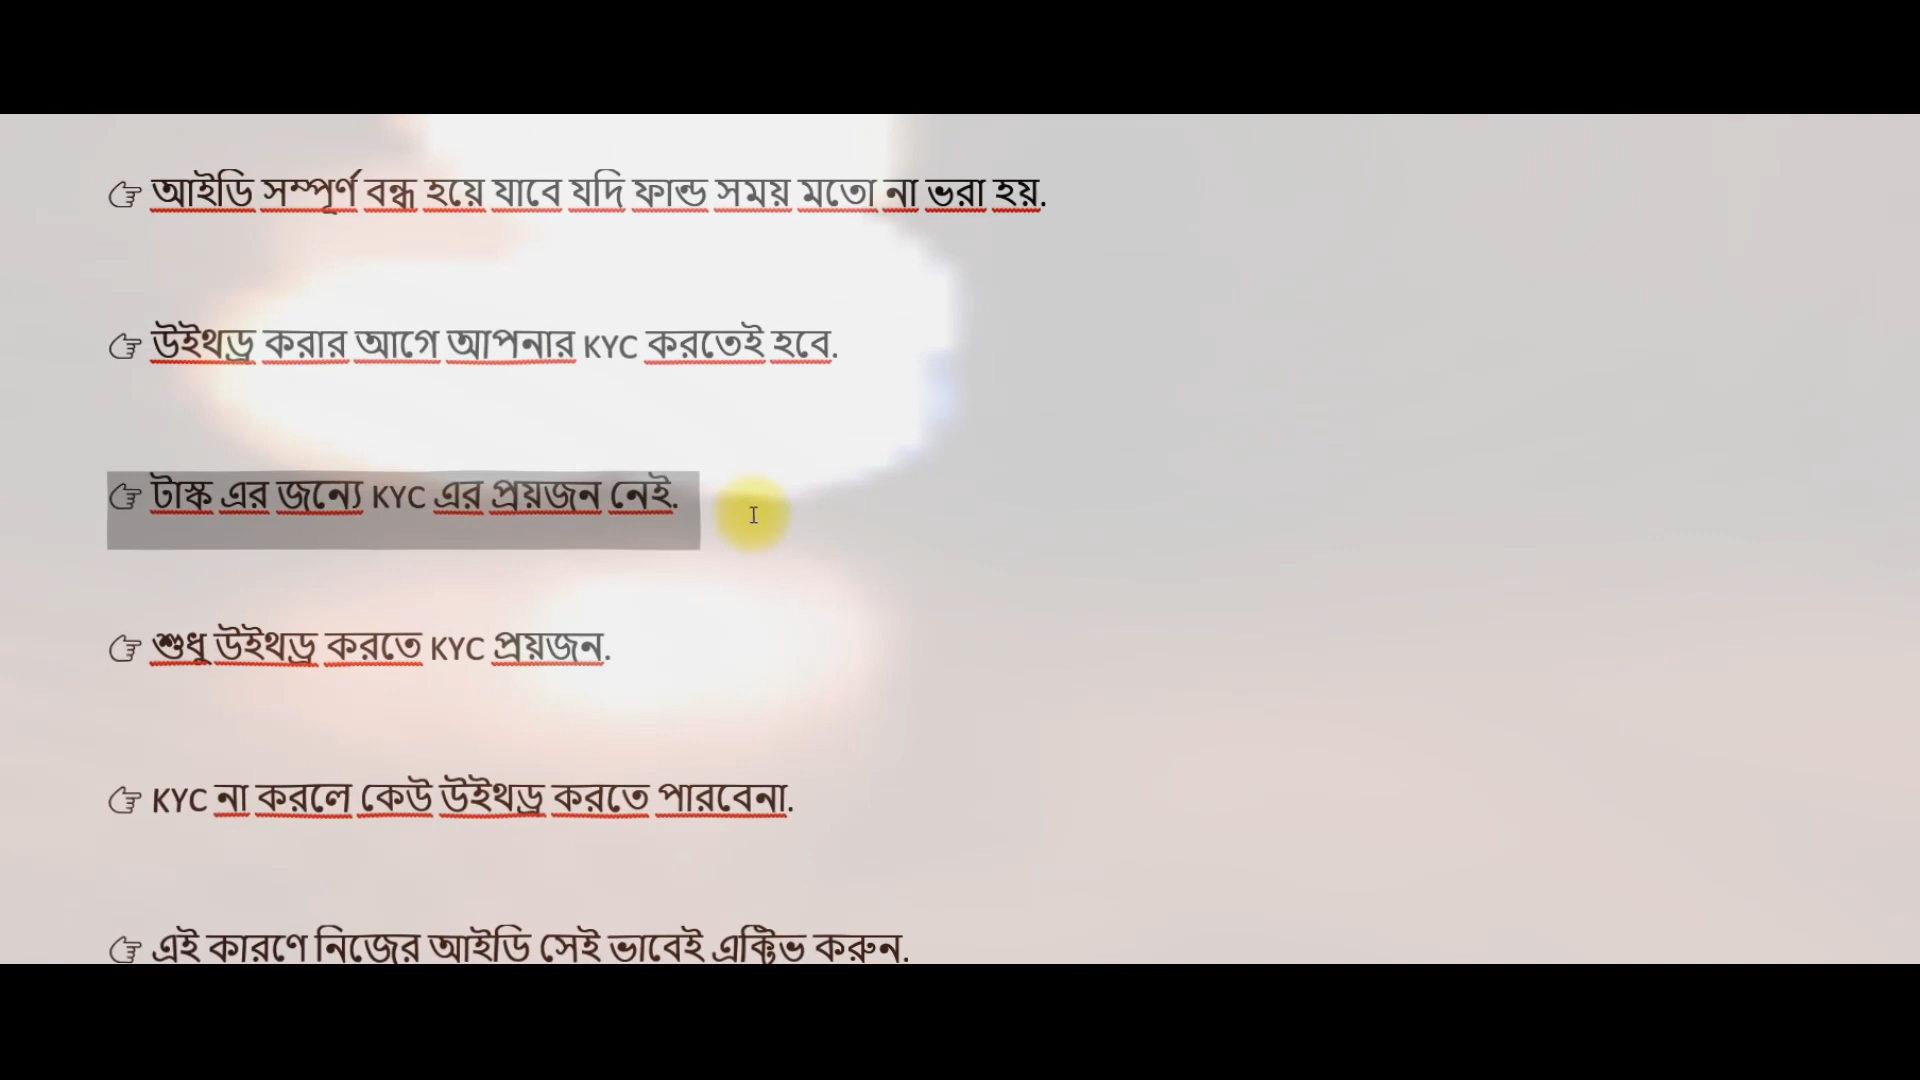 👉 আইডি সম্পূর্ণ বন্ধ হয়ে যাবে যদি ফান্ড সময় মতো না ভরা হয়.
👉 উইথড্র করার আগে আপনার KYC করতেই হবে.
👉 টাস্ক এর জন্যে KYC এর প্রয়জন নেই.
👉 শুধু উইথড্র করতে KYC প্রয়জন.
👉 KYC না করলে কেউ উইথড্র করতে পারবেনা.
👉 এই কারণে নিজের আইডি সেই ভাবেই এক্টিভ করুন.